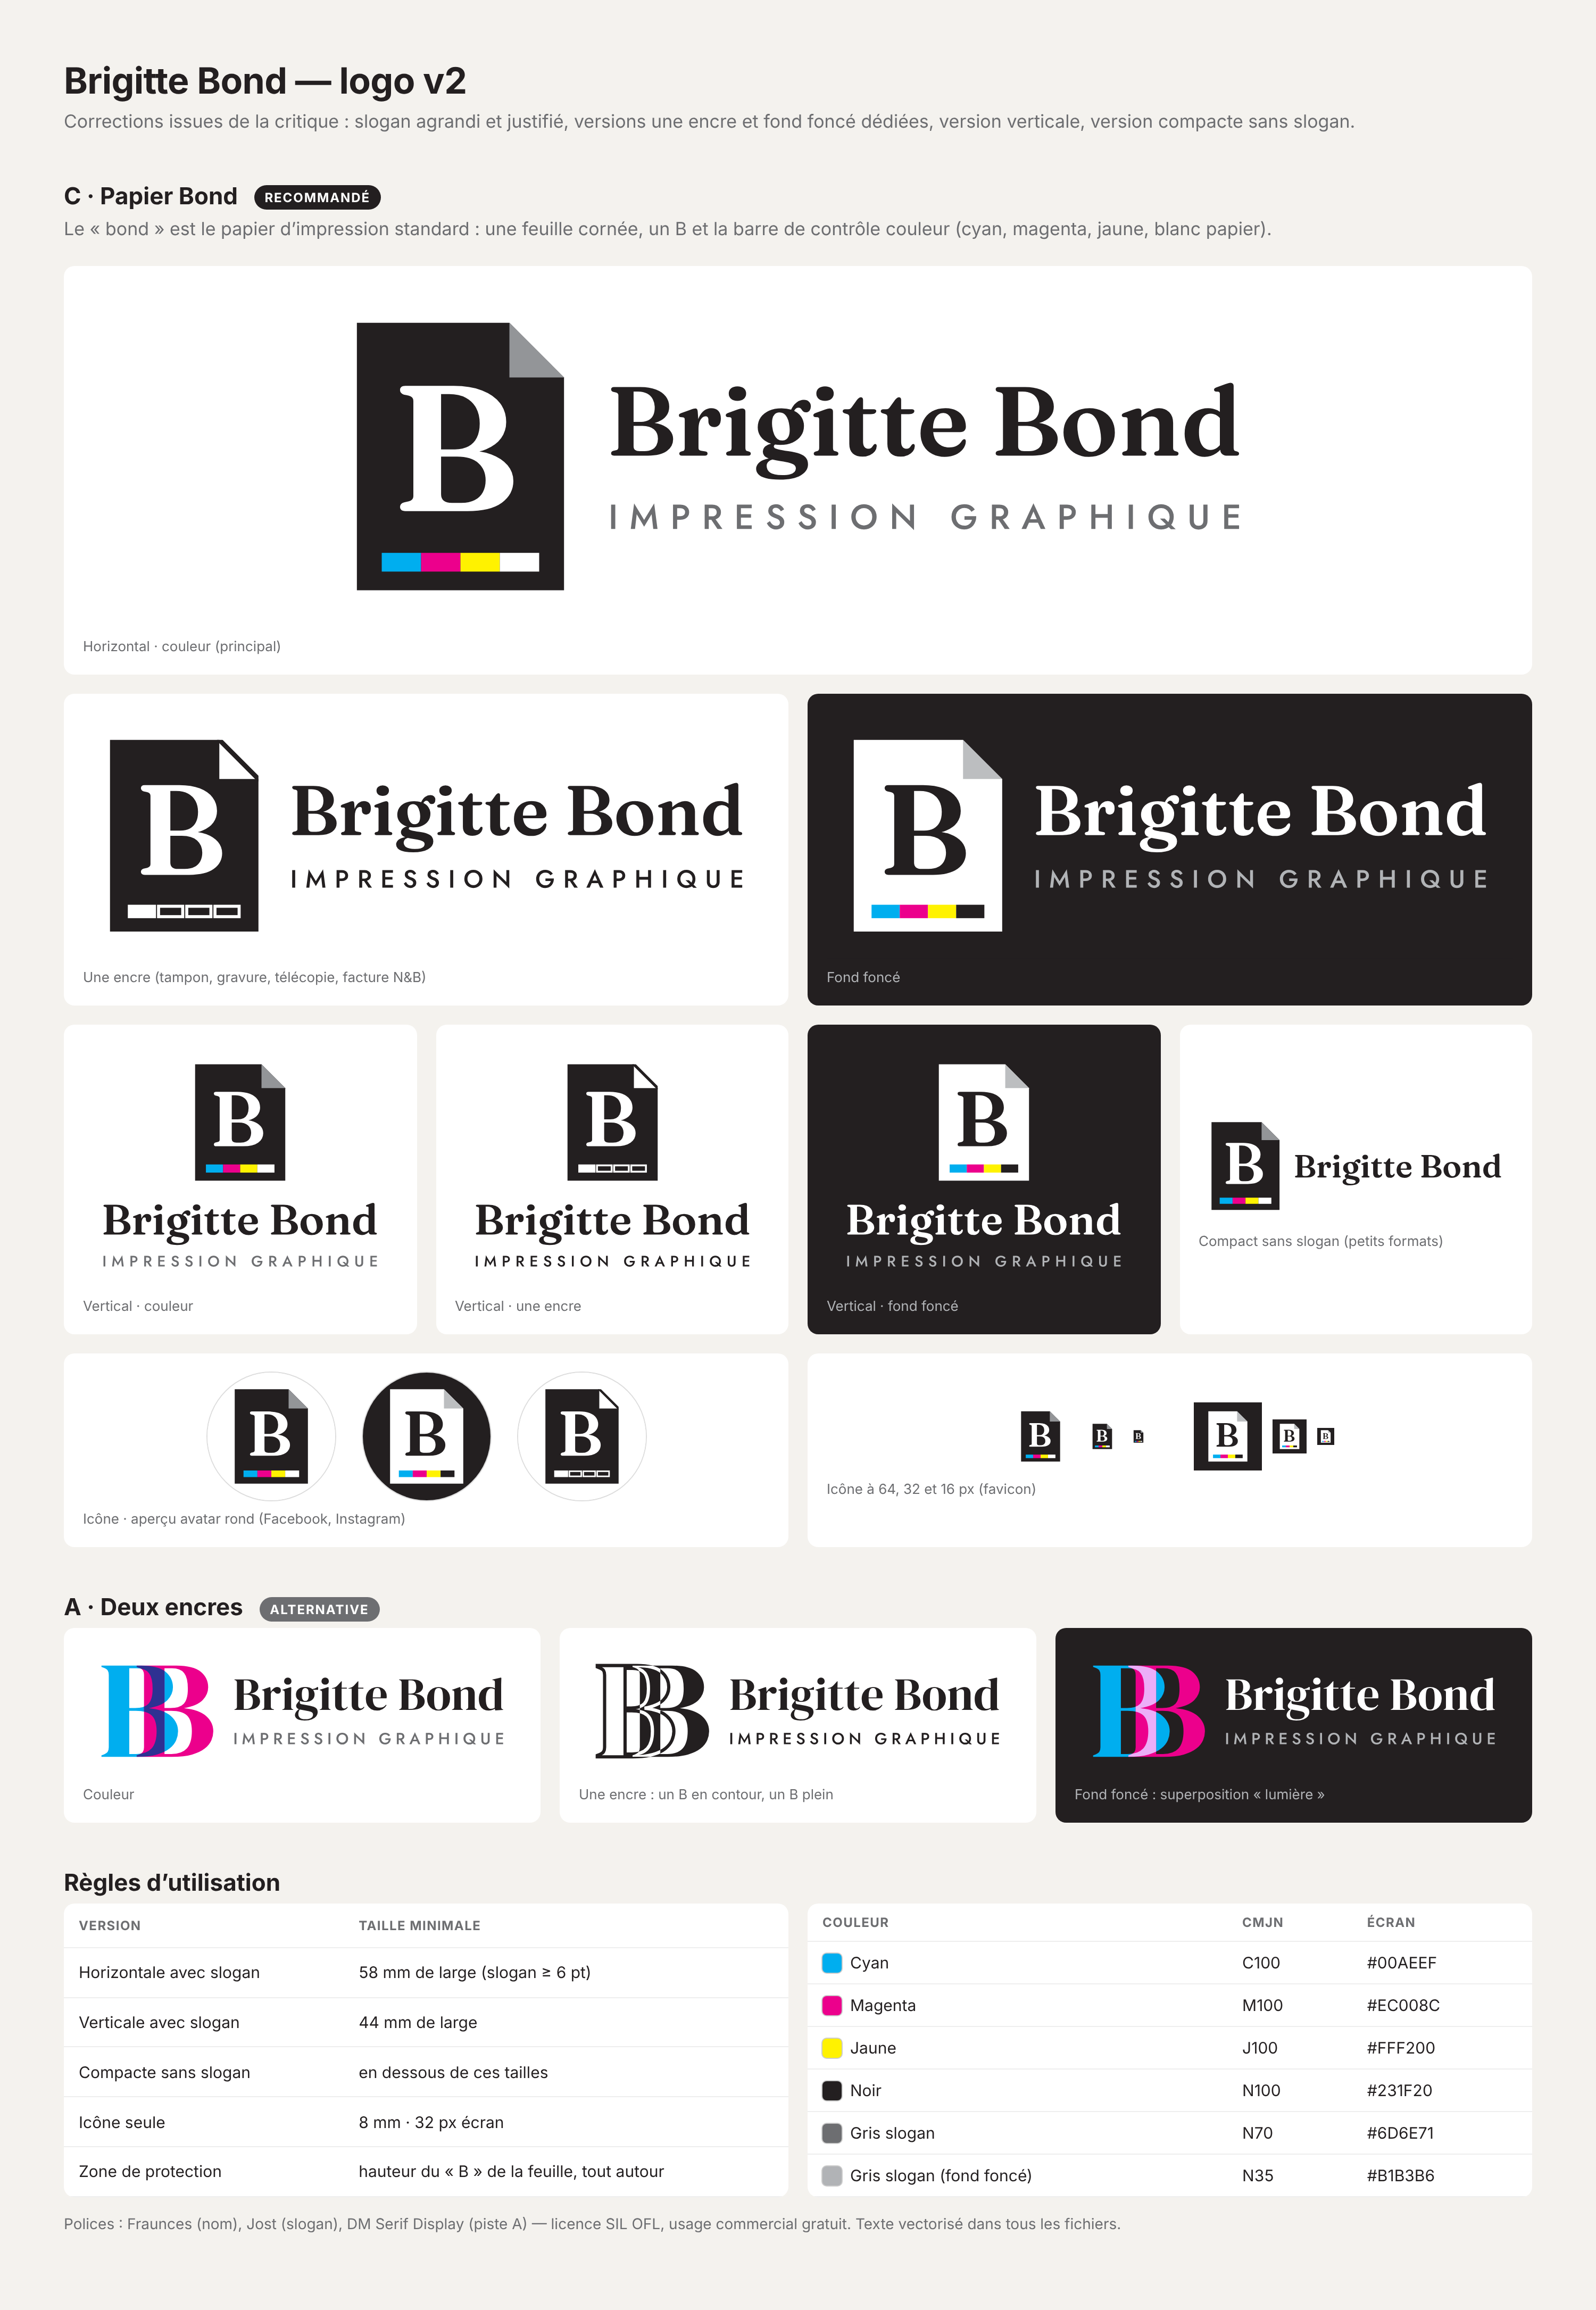 Brigitte Bond — logo v2
Corrections issues de la critique : slogan agrandi et justifié, versions une encre et fond foncé dédiées, version verticale, version compacte sans slogan.
C · Papier Bond RECOMMANDÉ
Le « bond » est le papier d’impression standard : une feuille cornée, un B et la barre de contrôle couleur (cyan, magenta, jaune, blanc papier).
B
Brigitte Bond
IMPRESSION GRAPHIQUE
Horizontal · couleur (principal)
B
Brigitte Bond
IMPRESSION GRAPHIQUE
Une encre (tampon, gravure, télécopie, facture N&B)
B
Brigitte Bond
IMPRESSION GRAPHIQUE
Fond foncé
B
Brigitte Bond
IMPRESSION GRAPHIQUE
Vertical · couleur
B
Brigitte Bond
IMPRESSION GRAPHIQUE
Vertical · une encre
B
Brigitte Bond
IMPRESSION GRAPHIQUE
Vertical · fond foncé
B Brigitte Bond
Compact sans slogan (petits formats)
B B B
Icône · aperçu avatar rond (Facebook, Instagram)
B B B B B B
Icône à 64, 32 et 16 px (favicon)
A · Deux encres ALTERNATIVE
BB
Brigitte Bond
IMPRESSION GRAPHIQUE
Couleur
BB
Brigitte Bond
IMPRESSION GRAPHIQUE
Une encre : un B en contour, un B plein
BB
Brigitte Bond
IMPRESSION GRAPHIQUE
Fond foncé : superposition « lumière »
Règles d’utilisation
VERSION TAILLE MINIMALE
Horizontale avec slogan 58 mm de large (slogan ≥ 6 pt)
Verticale avec slogan 44 mm de large
Compacte sans slogan en dessous de ces tailles
Icône seule 8 mm · 32 px écran
Zone de protection hauteur du « B » de la feuille, tout autour
COULEUR CMJN ÉCRAN
Cyan C100 #00AEEF
Magenta M100 #EC008C
Jaune J100 #FFF200
Noir N100 #231F20
Gris slogan N70 #6D6E71
Gris slogan (fond foncé) N35 #B1B3B6
Polices : Fraunces (nom), Jost (slogan), DM Serif Display (piste A) — licence SIL OFL, usage commercial gratuit. Texte vectorisé dans tous les fichiers.